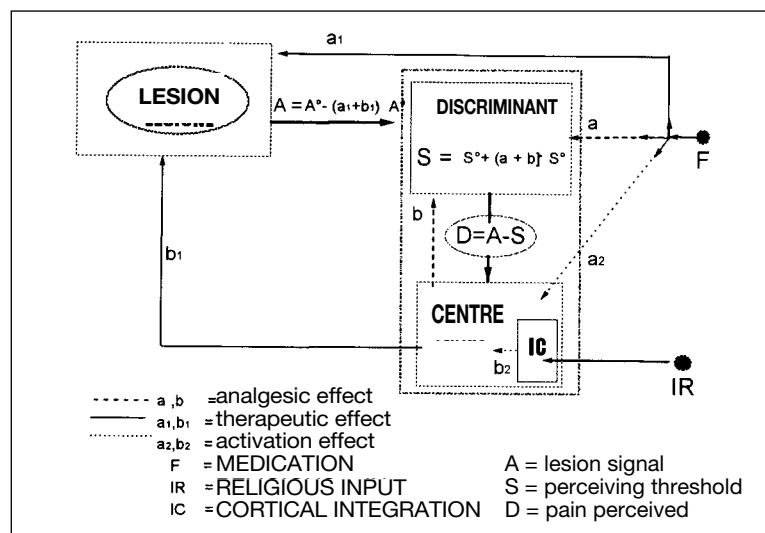 a1
LESION
A = A° - (a1+b1) A°
DISCRIMINANT
a
S = S° + (a + b) · S°
F
b
D=A-S
a2
b1
CENTRE
IC
b2
IR
a,b =analgesic effect
a1,b1 =therapeutic effect
a2,b2 =activation effect
F =MEDICATION
IR =RELIGIOUS INPUT
IC =CORTICAL INTEGRATION
A = lesion signal
S = perceiving threshold
D = pain perceived